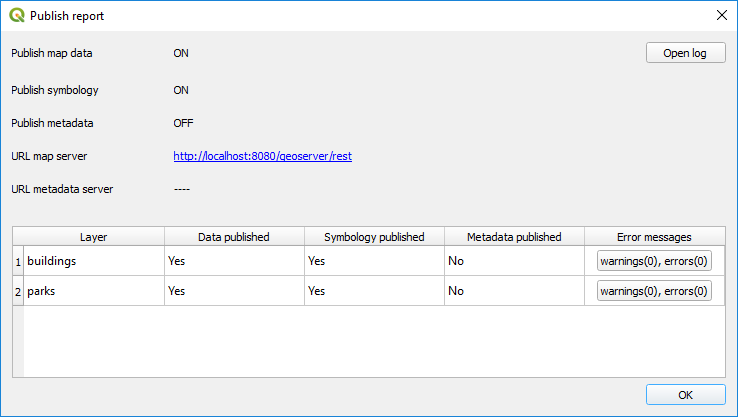 Publish report
Publish map data ON Open log
Publish symbology ON
Publish metadata OFF
URL map server http://localhost:8080/geoserver/rest
URL metadata server ----
Layer Data published Symbology published Metadata published Error messages
1 buildings Yes Yes No warnings(0), errors(0)
2 parks Yes Yes No warnings(0), errors(0)
OK